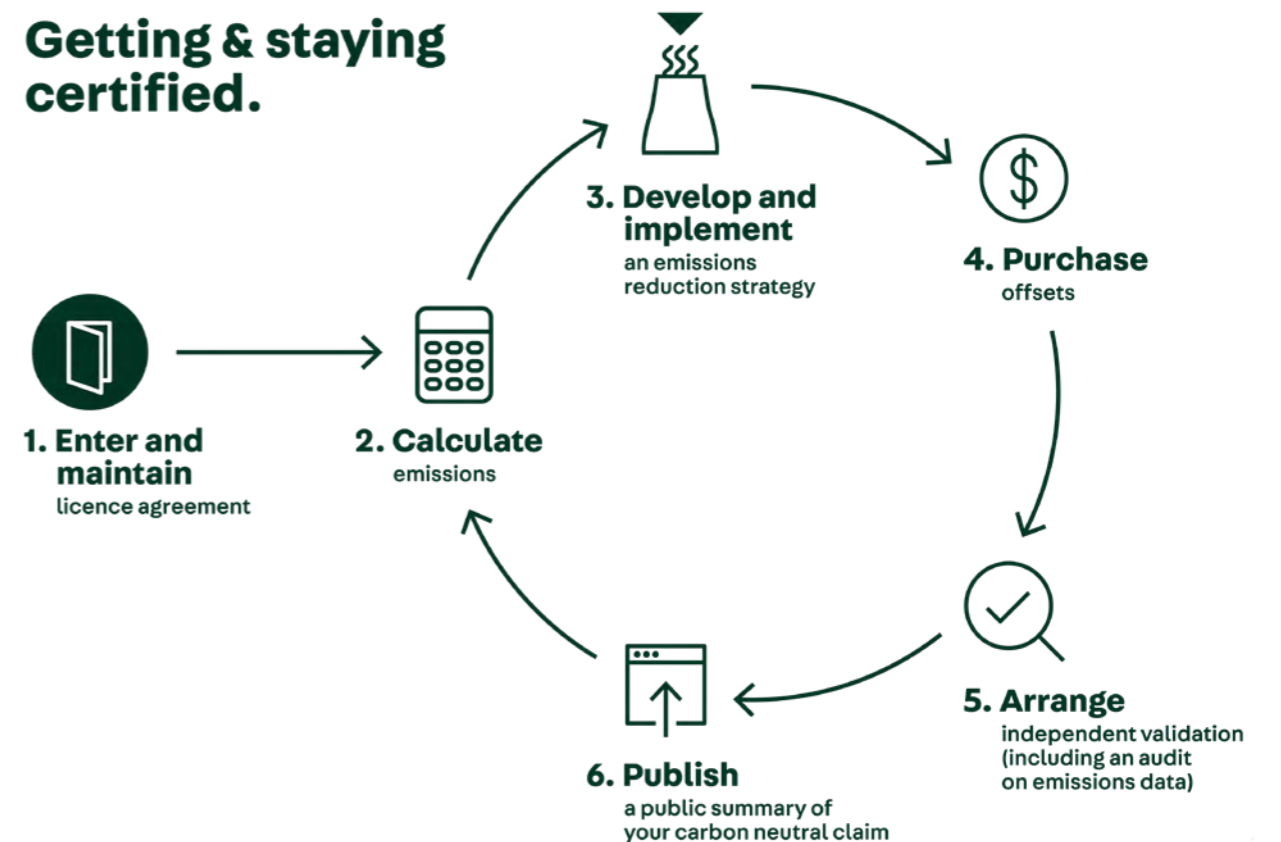 Getting & staying
certified.
1. Enter and
maintain
licence agreement
2. Calculate
emissions
3. Develop and
implement
an emissions
reduction strategy
$
4. Purchase
offsets
5. Arrange
independent validation
(including an audit
on emissions data)
6. Publish
a public summary of
your carbon neutral claim